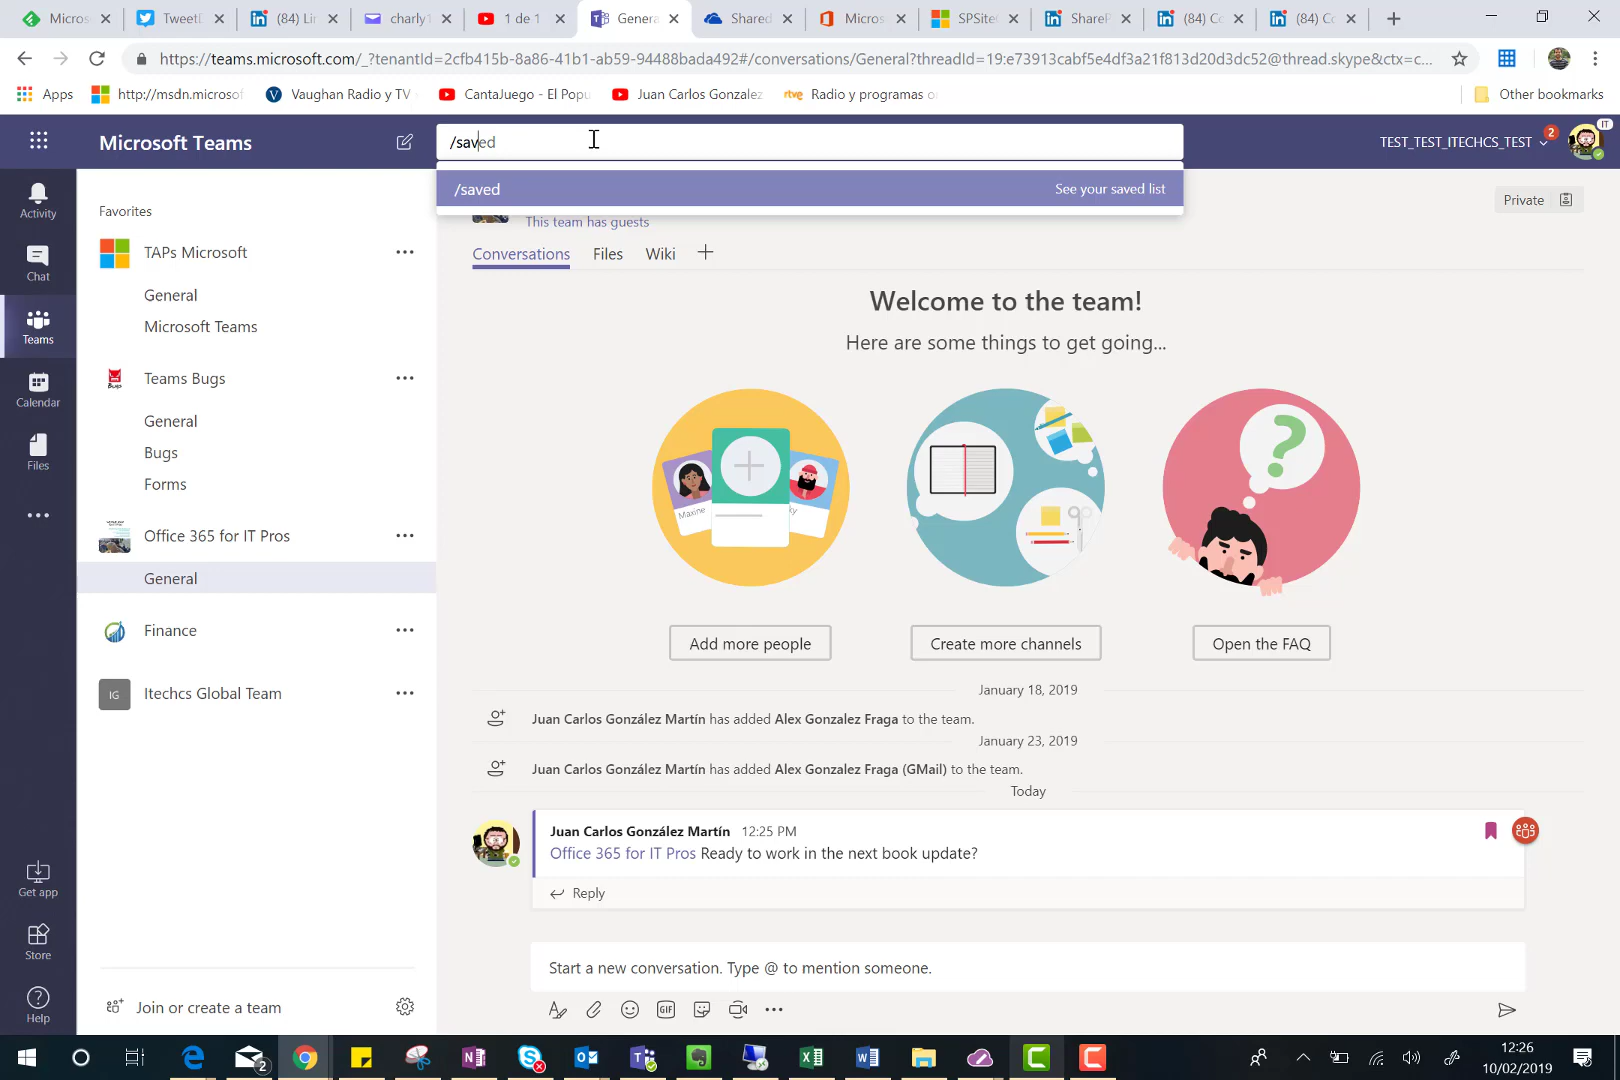 Micros
TweetD
(84) Lin
charly1
1 de 1
Genera
Shared
Micros
SPSite
ShareP
(84) Co
(84) Co
https://teams.microsoft.com/_?tenantId=2cfb415b-8a86-41b1-ab59-94488bada492#/conversations/General?threadId=19:e73913cabf5e4df3a21f813d20d3dc52@thread.skype&ctx=c...
Apps
http://msdn.microsof
Vaughan Radio y TV
CantaJuego - El Popu
Juan Carlos Gonzalez
Radio y programas o
Other bookmarks
Microsoft Teams
/saved
TEST_TEST_ITECHCS_TEST
2
IT
/saved
See your saved list
This team has guests
Private
Conversations
Files
Wiki
Activity
Chat
Teams
Calendar
Files
Get app
Store
Help
Favorites
TAPs Microsoft
General
Microsoft Teams
Teams Bugs
General
Bugs
Forms
Office 365 for IT Pros
General
Finance
IG
Itechcs Global Team
Join or create a team
Welcome to the team!
Here are some things to get going...
Maxine
Add more people
Create more channels
Open the FAQ
January 18, 2019
Juan Carlos González Martín has added Alex Gonzalez Fraga to the team.
January 23, 2019
Juan Carlos González Martín has added Alex Gonzalez Fraga (GMail) to the team.
Today
Juan Carlos González Martín 12:25 PM
Office 365 for IT Pros Ready to work in the next book update?
Reply
Start a new conversation. Type @ to mention someone.
GIF
2
12:26
10/02/2019